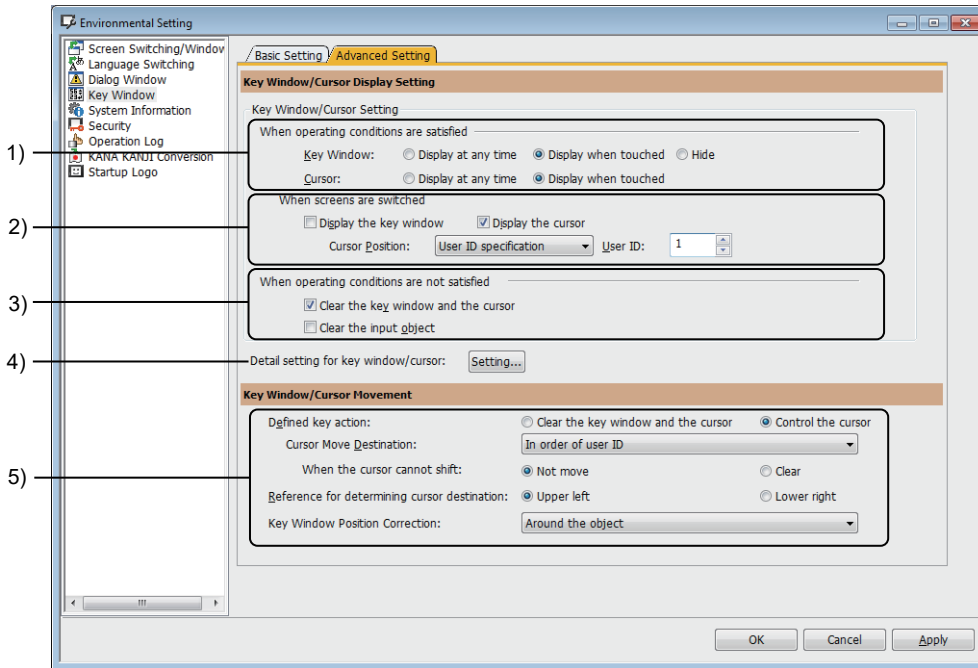 Environmental Setting
Screen Switching/Window
Language Switching
Dialog Window
Key Window
System Information
Security
Operation Log
KANA KANJI Conversion
Startup Logo
Basic Setting Advanced Setting
Key Window/Cursor Display Setting
Key Window/Cursor Setting
1)
When operating conditions are satisfied
Key Window: Display at any time Display when touched Hide
Cursor: Display at any time Display when touched
2)
When screens are switched
Display the key window Display the cursor
Cursor Position: User ID specification User ID: 1
3)
When operating conditions are not satisfied
Clear the key window and the cursor
Clear the input object
4)
Detail setting for key window/cursor: Setting...
Key Window/Cursor Movement
5)
Defined key action: Clear the key window and the cursor Control the cursor
Cursor Move Destination: In order of user ID
When the cursor cannot shift: Not move Clear
Reference for determining cursor destination: Upper left Lower right
Key Window Position Correction: Around the object
OK Cancel Apply